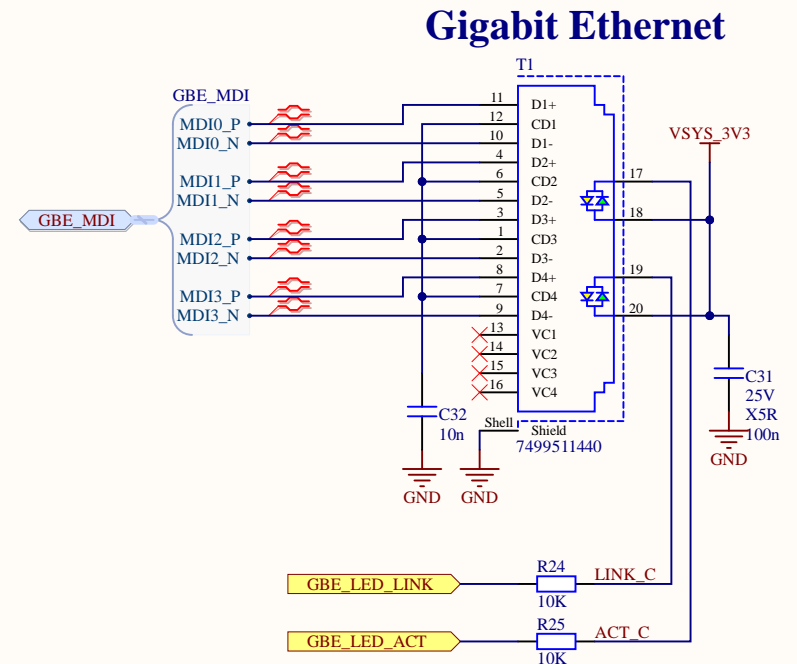 Gigabit Ethernet
T1
GBE_MDI
MDI0_P
MDI0_N
MDI1_P
MDI1_N
GBE_MDI
MDI2_P
MDI2_N
MDI3_P
MDI3_N
11 D1+
12 CD1
10 D1-
4 D2+
6 CD2
5 D2-
3 D3+
1 CD3
2 D3-
8 D4+
7 CD4
9 D4-
13 VC1
14 VC2
15 VC3
16 VC4
Shell Shield
7499511440
17
18
19
20
VSYS_3V3
C31
25V
X5R
100n
GND
C32
10n
GND
GND
GBE_LED_LINK
R24
10K
LINK_C
GBE_LED_ACT
R25
10K
ACT_C